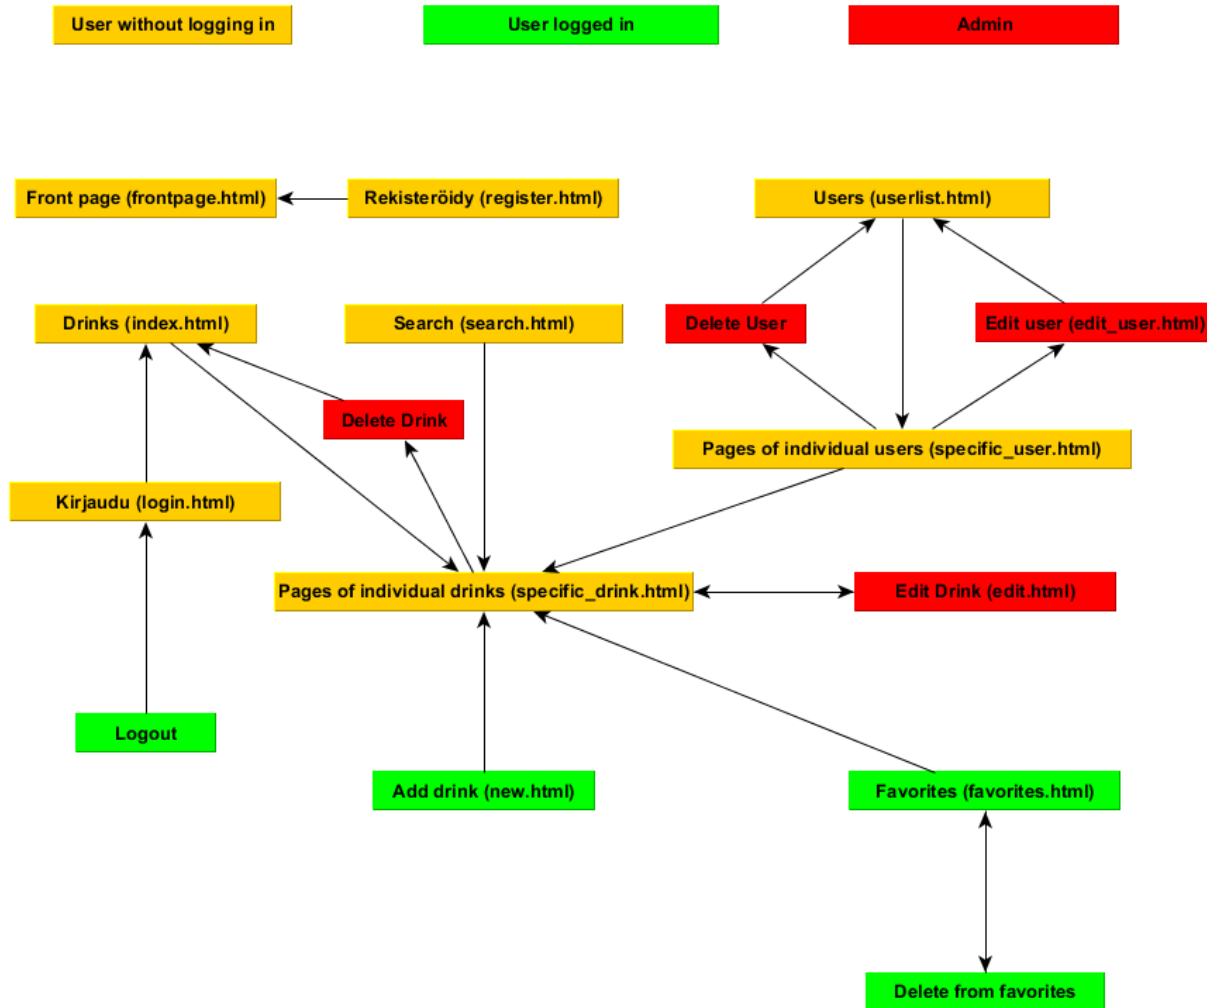 User without logging in
User logged in
Admin
Front page (frontpage.html)
Rekisteröidy (register.html)
Users (userlist.html)
Drinks (index.html)
Search (search.html)
Delete User
Edit user (edit_user.html)
Delete Drink
Pages of individual users (specific_user.html)
Kirjaudu (login.html)
Pages of individual drinks (specific_drink.html)
Edit Drink (edit.html)
Logout
Add drink (new.html)
Favorites (favorites.html)
Delete from favorites